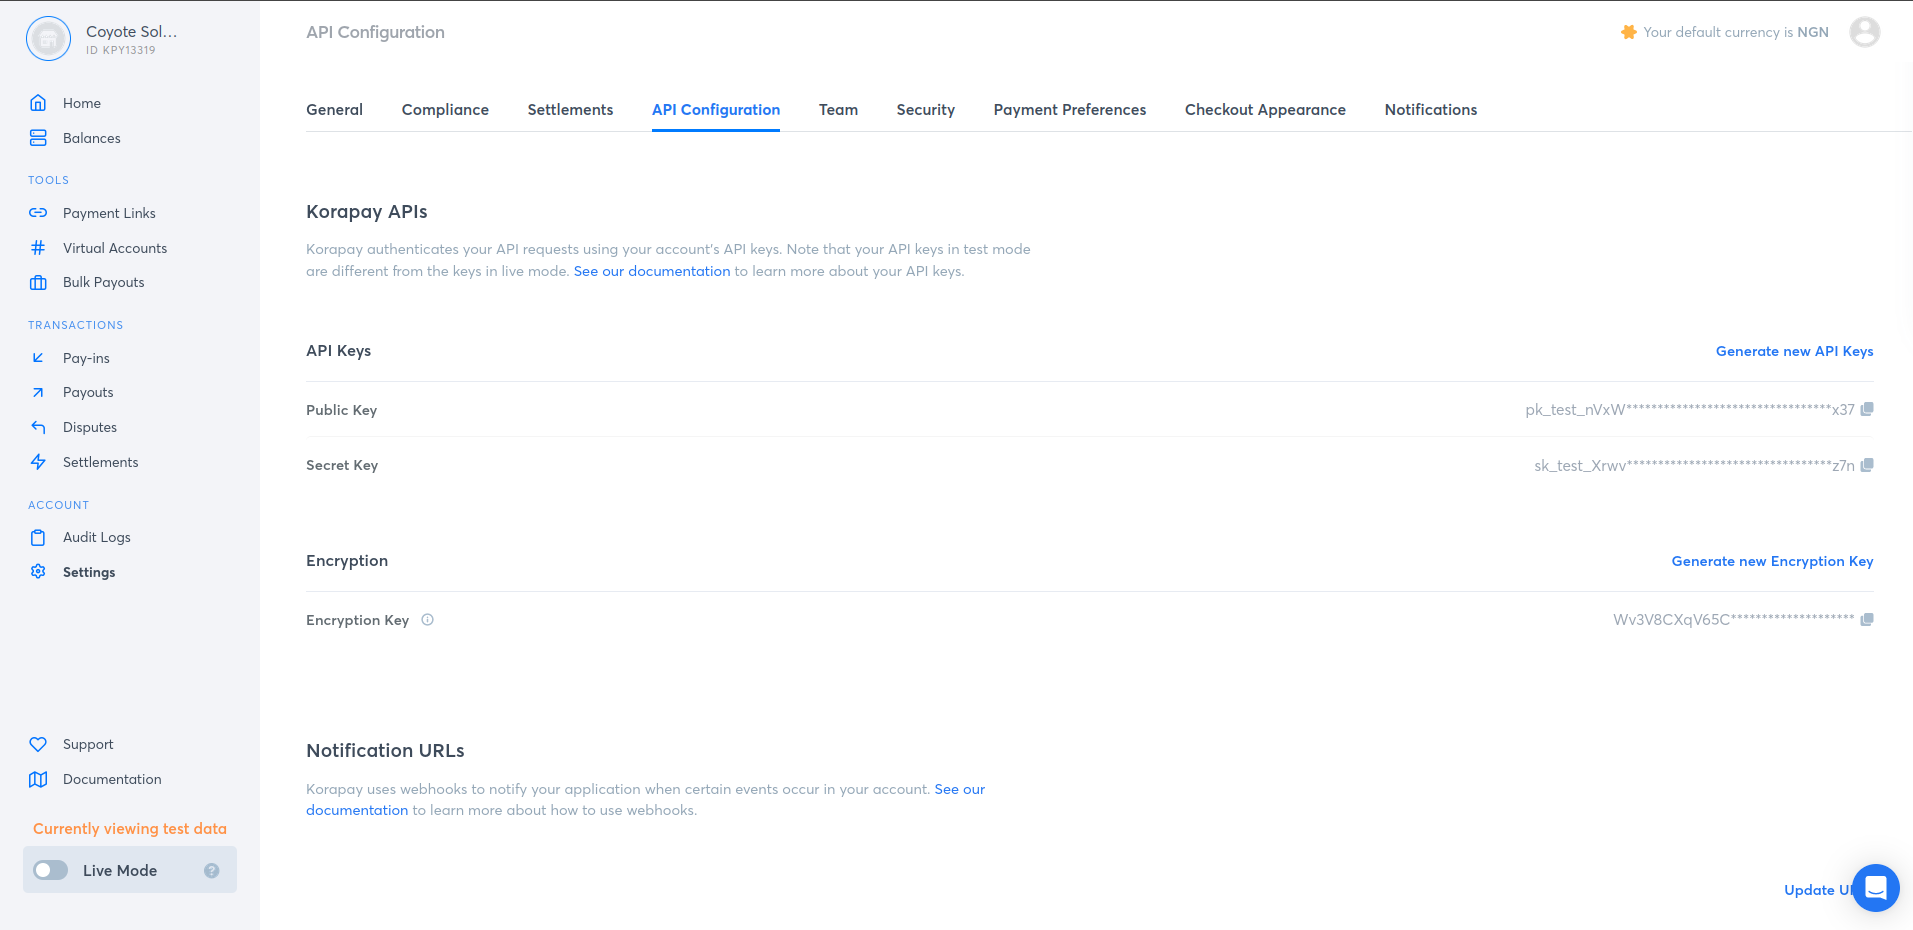 Coyote Sol...
ID KPY13319
Home
Balances
TOOLS
Payment Links
Virtual Accounts
Bulk Payouts
TRANSACTIONS
Pay-ins
Payouts
Disputes
Settlements
ACCOUNT
Audit Logs
Settings
Support
Documentation
Currently viewing test data
Live Mode
API Configuration
Your default currency is NGN
General Compliance Settlements API Configuration Team Security Payment Preferences Checkout Appearance Notifications
Korapay APIs
Korapay authenticates your API requests using your account's API keys. Note that your API keys in test mode
are different from the keys in live mode. See our documentation to learn more about your API keys.
API Keys Generate new API Keys
Public Key pk_test_nVxW*********************************x37
Secret Key sk_test_Xrwv*********************************z7n
Encryption Generate new Encryption Key
Encryption Key Wv3V8CXqV65C********************
Notification URLs
Korapay uses webhooks to notify your application when certain events occur in your account. See our
documentation to learn more about how to use webhooks.
Update